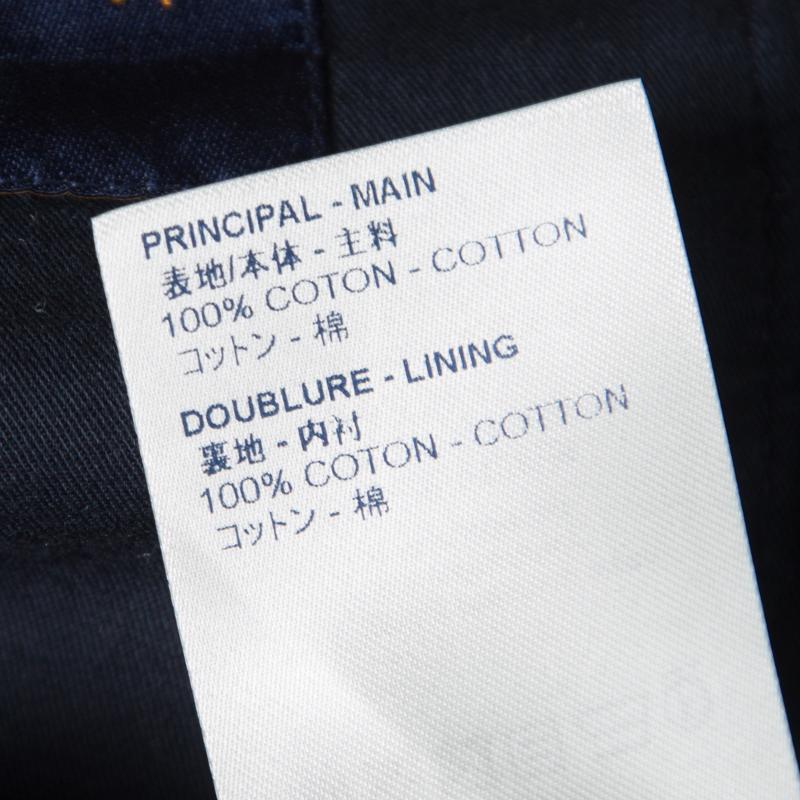 PRINCIPAL - MAIN
表地/本体 - 主料
100% COTON - COTTON
コットン - 棉
DOUBLURE - LINING
裏地 - 内衬
100% COTON - COTTON
コットン - 棉